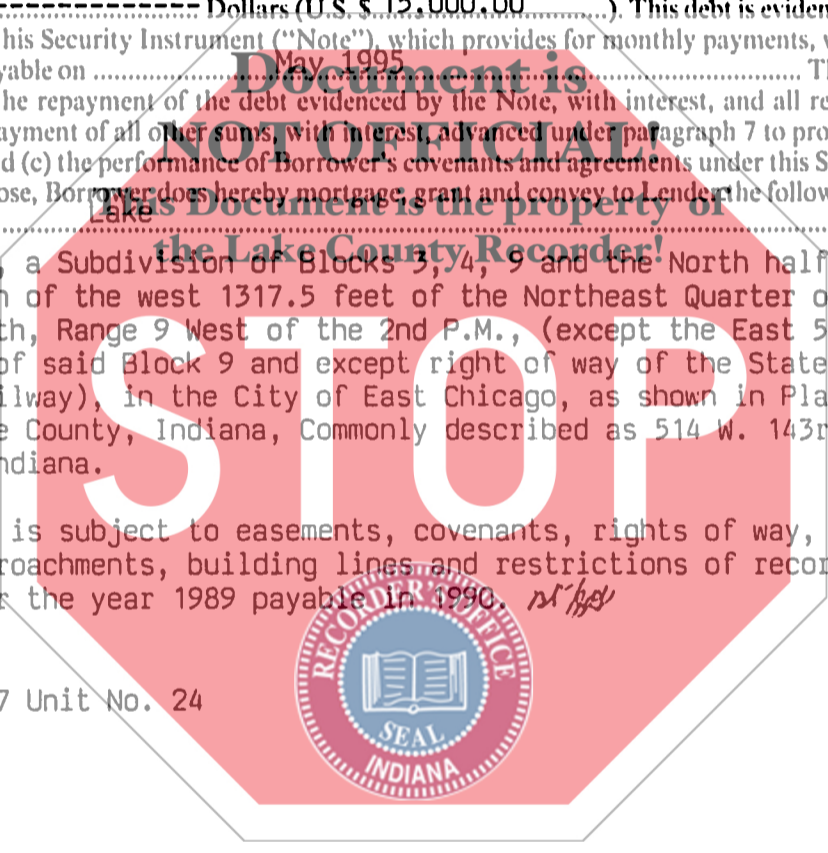 Dollars (U.S. $ 15,000.00 ). This debt is eviden
his Security Instrument (“Note”), which provides for monthly payments, w
yable on May 1995 Th
Document is
he repayment of the debt evidenced by the Note, with interest, and all re
ayment of all other sums, with interest, advanced under paragraph 7 to pro
NOT OFFICIAL!
d (c) the performance of Borrower's covenants and agreements under this S
ose, Borrower does hereby mortgage, grant and convey to Lender the follow
This Document is the property of
Lake
the Lake County Recorder!
, a Subdivision of Blocks 3, 4, 9 and the North half
of the west 1317.5 feet of the Northeast Quarter o
th, Range 9 West of the 2nd P.M., (except the East 5
of said Block 9 and except right of way of the State
ilway), in the City of East Chicago, as shown in Pla
e County, Indiana, Commonly described as 514 W. 143r
ndiana.
STOP
is subject to easements, covenants, rights of way,
roachments, building lines and restrictions of recor
r the year 1989 payable in 1990.
RECORDER'S OFFICE
SEAL
INDIANA
7 Unit No. 24